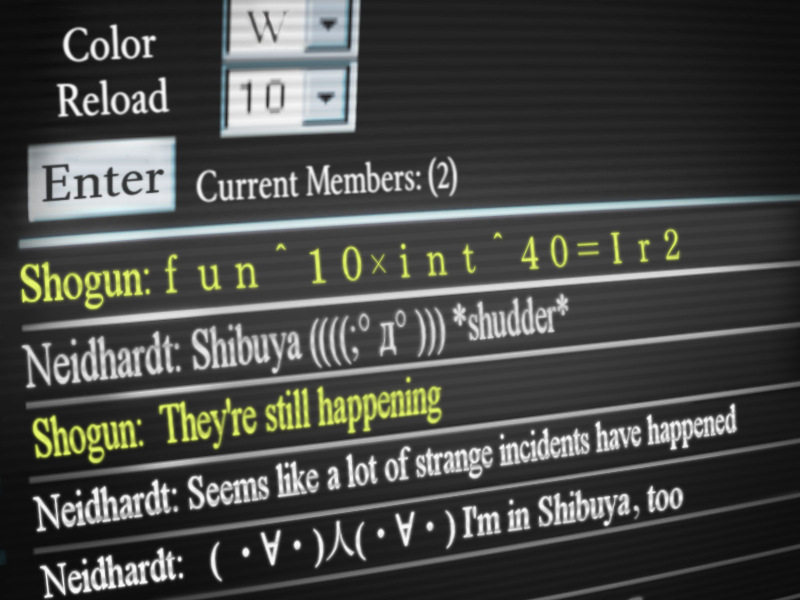 Color W
Reload 10
Enter Current Members: (2)
Shogun: f u n ＾ 1 0 × i n t ＾ 4 0 = I r 2
Neidhardt: Shibuya ((((;° д° ))) *shudder*
Shogun: They're still happening
Neidhardt: Seems like a lot of strange incidents have happened
Neidhardt: ( ・∀・)人(・∀・) I'm in Shibuya, too